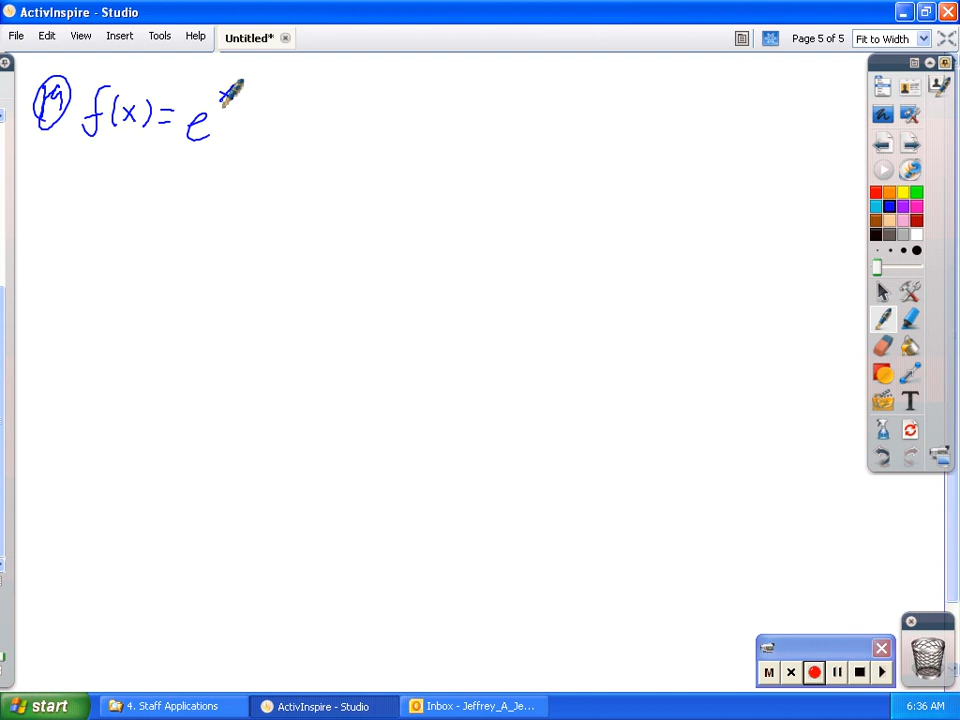 ActivInspire - Studio
File Edit View Insert Tools Help
Untitled*
Page 5 of 5
Fit to Width
19 f(x) = e^x
T
M
start
4. Staff Applications
ActivInspire - Studio
Inbox - Jeffrey_A_Je...
6:36 AM